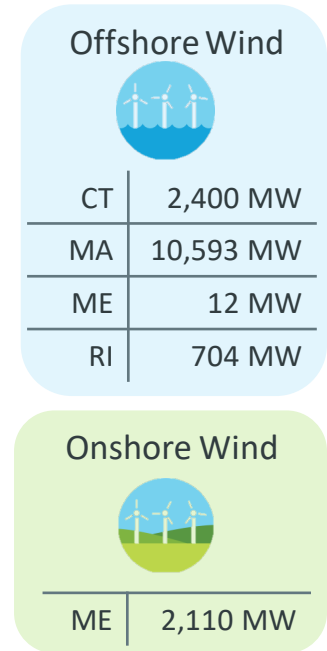 Offshore Wind
CT 2,400 MW
MA 10,593 MW
ME 12 MW
RI 704 MW
Onshore Wind
ME 2,110 MW